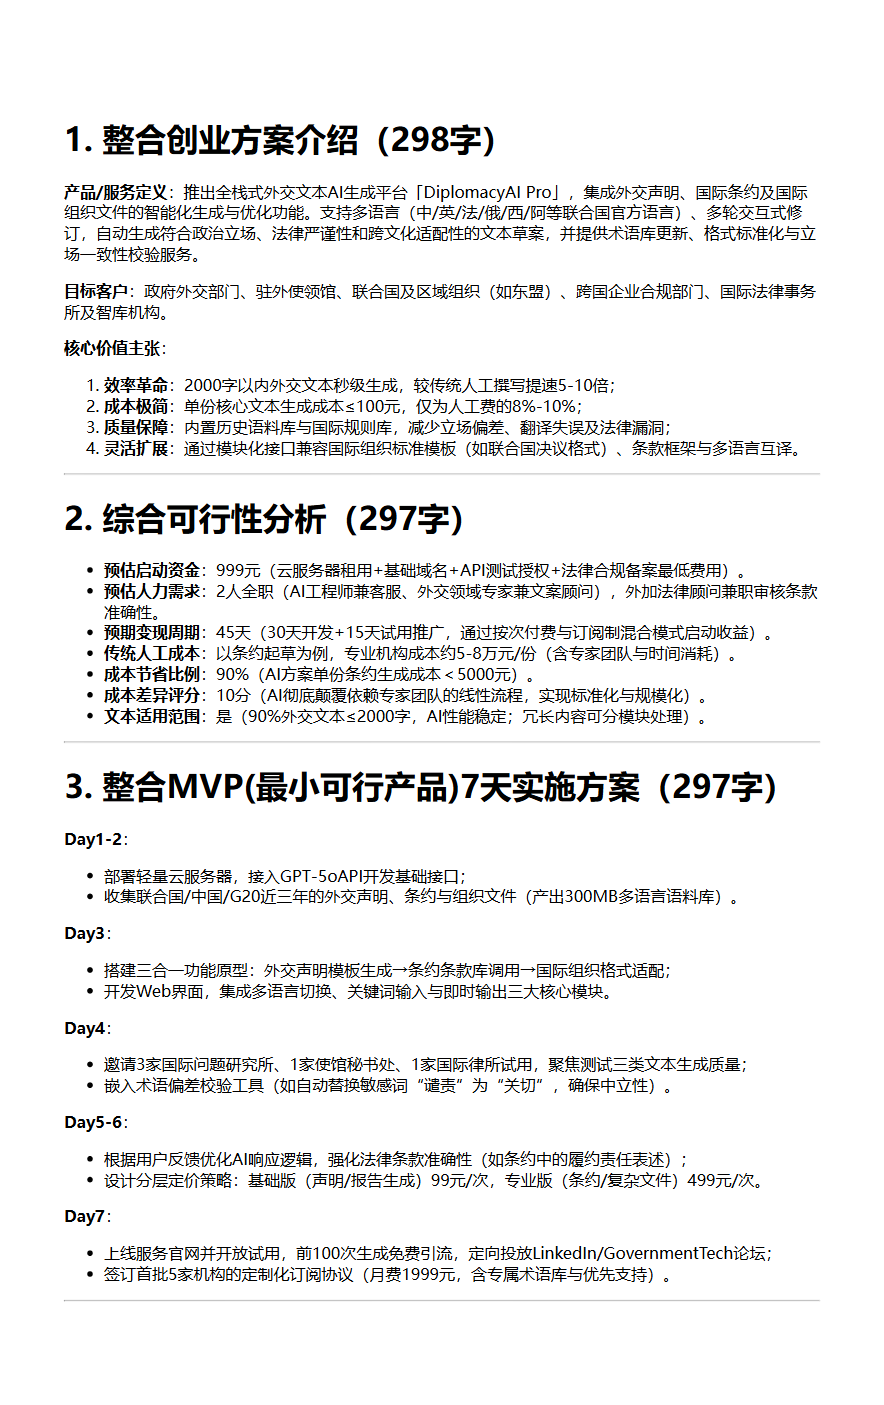 1. 整合创业方案介绍（298字）
产品/服务定义：推出全栈式外交文本AI生成平台「DiplomacyAI Pro」，集成外交声明、国际条约及国际
组织文件的智能化生成与优化功能。支持多语言（中/英/法/俄/西/阿等联合国官方语言）、多轮交互式修
订，自动生成符合政治立场、法律严谨性和跨文化适配性的文本草案，并提供术语库更新、格式标准化与立
场一致性校验服务。
目标客户：政府外交部门、驻外使领馆、联合国及区域组织（如东盟）、跨国企业合规部门、国际法律事务
所及智库机构。
核心价值主张：
1. 效率革命：2000字以内外交文本秒级生成，较传统人工撰写提速5-10倍；
2. 成本极简：单份核心文本生成成本≤100元，仅为人工费的8%-10%；
3. 质量保障：内置历史语料库与国际规则库，减少立场偏差、翻译失误及法律漏洞；
4. 灵活扩展：通过模块化接口兼容国际组织标准模板（如联合国决议格式）、条款框架与多语言互译。
2. 综合可行性分析（297字）
• 预估启动资金：999元（云服务器租用+基础域名+API测试授权+法律合规备案最低费用）。
• 预估人力需求：2人全职（AI工程师兼客服、外交领域专家兼文案顾问），外加法律顾问兼职审核条款
准确性。
• 预期变现周期：45天（30天开发+15天试用推广，通过按次付费与订阅制混合模式启动收益）。
• 传统人工成本：以条约起草为例，专业机构成本约5-8万元/份（含专家团队与时间消耗）。
• 成本节省比例：90%（AI方案单份条约生成成本＜5000元）。
• 成本差异评分：10分（AI彻底颠覆依赖专家团队的线性流程，实现标准化与规模化）。
• 文本适用范围：是（90%外交文本≤2000字，AI性能稳定；冗长内容可分模块处理）。
3. 整合MVP(最小可行产品)7天实施方案（297字）
Day1-2：
• 部署轻量云服务器，接入GPT-5oAPI开发基础接口；
• 收集联合国/中国/G20近三年的外交声明、条约与组织文件（产出300MB多语言语料库）。
Day3：
• 搭建三合一功能原型：外交声明模板生成→条约条款库调用→国际组织格式适配；
• 开发Web界面，集成多语言切换、关键词输入与即时输出三大核心模块。
Day4：
• 邀请3家国际问题研究所、1家使馆秘书处、1家国际律所试用，聚焦测试三类文本生成质量；
• 嵌入术语偏差校验工具（如自动替换敏感词“谴责”为“关切”，确保中立性）。
Day5-6：
• 根据用户反馈优化AI响应逻辑，强化法律条款准确性（如条约中的履约责任表述）；
• 设计分层定价策略：基础版（声明/报告生成）99元/次，专业版（条约/复杂文件）499元/次。
Day7：
• 上线服务官网并开放试用，前100次生成免费引流，定向投放LinkedIn/GovernmentTech论坛；
• 签订首批5家机构的定制化订阅协议（月费1999元，含专属术语库与优先支持）。